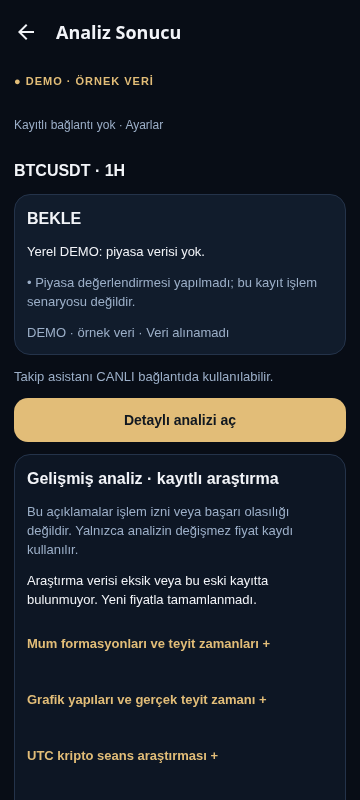 Analiz Sonucu
● DEMO · ÖRNEK VERİ
Kayıtlı bağlantı yok · Ayarlar
BTCUSDT · 1H
BEKLE
Yerel DEMO: piyasa verisi yok.
• Piyasa değerlendirmesi yapılmadı; bu kayıt işlem
senaryosu değildir.
DEMO · örnek veri · Veri alınamadı
Takip asistanı CANLI bağlantıda kullanılabilir.
Detaylı analizi aç
Gelişmiş analiz · kayıtlı araştırma
Bu açıklamalar işlem izni veya başarı olasılığı
değildir. Yalnızca analizin değişmez fiyat kaydı
kullanılır.
Araştırma verisi eksik veya bu eski kayıtta
bulunmuyor. Yeni fiyatla tamamlanmadı.
Mum formasyonları ve teyit zamanları +
Grafik yapıları ve gerçek teyit zamanı +
UTC kripto seans araştırması +